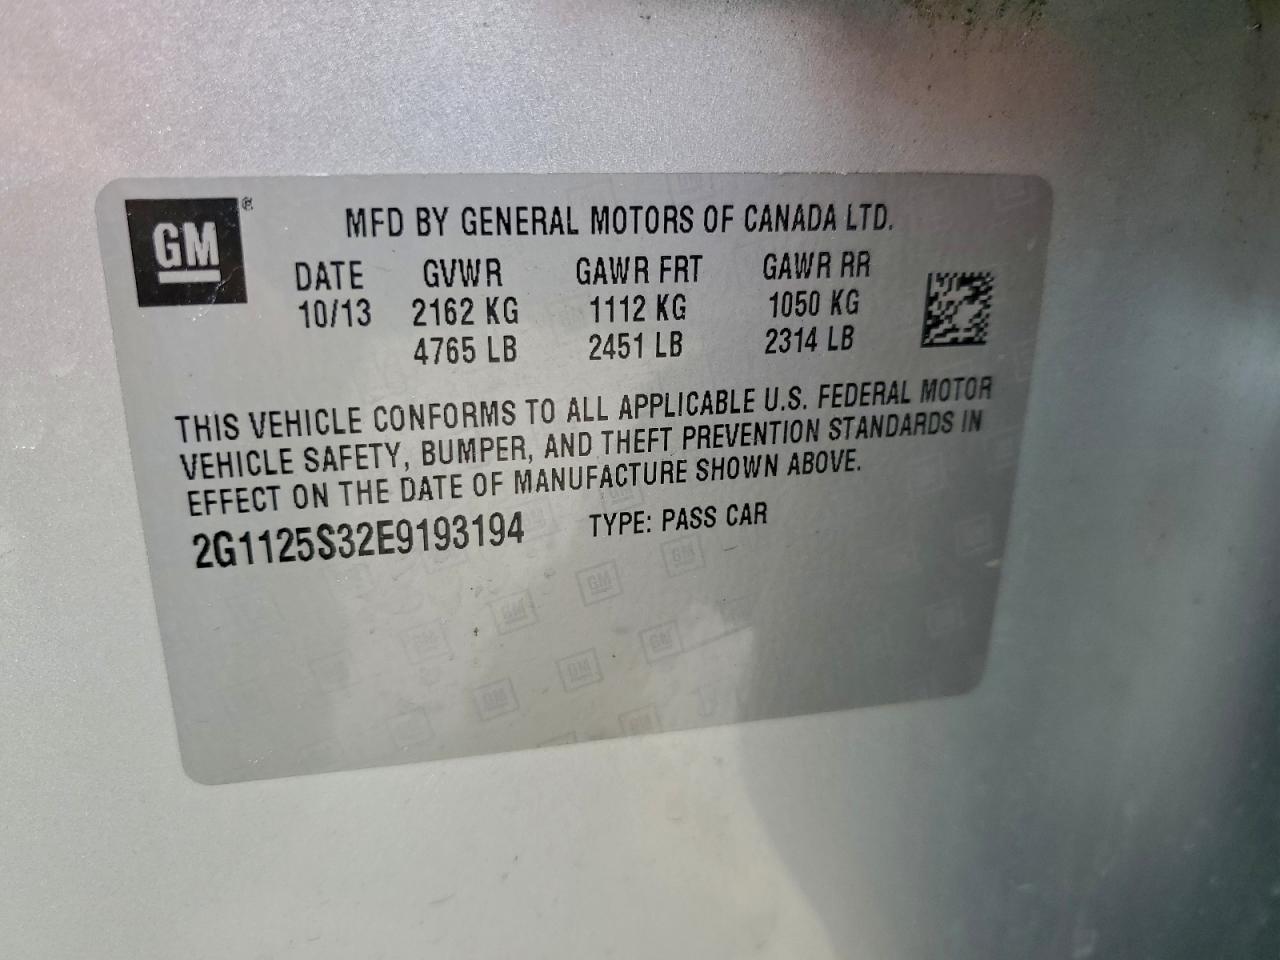 GM®
MFD BY GENERAL MOTORS OF CANADA LTD.
DATE GVWR GAWR FRT GAWR RR
10/13 2162 KG 1112 KG 1050 KG
4765 LB 2451 LB 2314 LB
THIS VEHICLE CONFORMS TO ALL APPLICABLE U.S. FEDERAL MOTOR
VEHICLE SAFETY, BUMPER, AND THEFT PREVENTION STANDARDS IN
EFFECT ON THE DATE OF MANUFACTURE SHOWN ABOVE.
2G1125S32E9193194 TYPE: PASS CAR